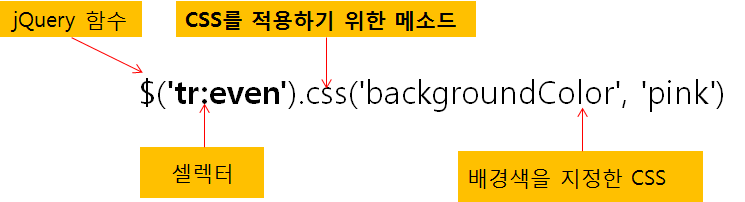 jQuery 함수
CSS를 적용하기 위한 메소드
$('tr:even').css('backgroundColor', 'pink')
셀렉터
배경색을 지정한 CSS